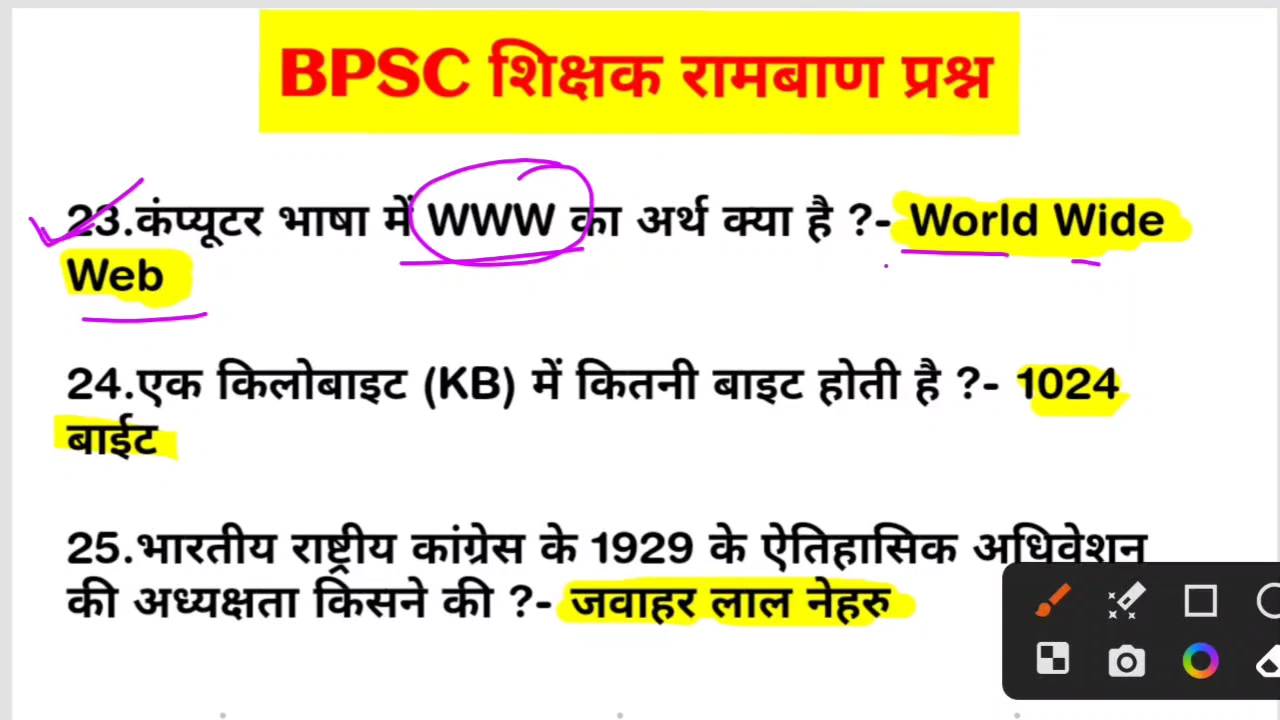 BPSC शिक्षक रामबाण प्रश्न
23.कंप्यूटर भाषा में WWW का अर्थ क्या है ?- World Wide
Web
24.एक किलोबाइट (KB) में कितनी बाइट होती है ?- 1024
बाईट
25.भारतीय राष्ट्रीय कांग्रेस के 1929 के ऐतिहासिक अधिवेशन
की अध्यक्षता किसने की ?- जवाहर लाल नेहरु